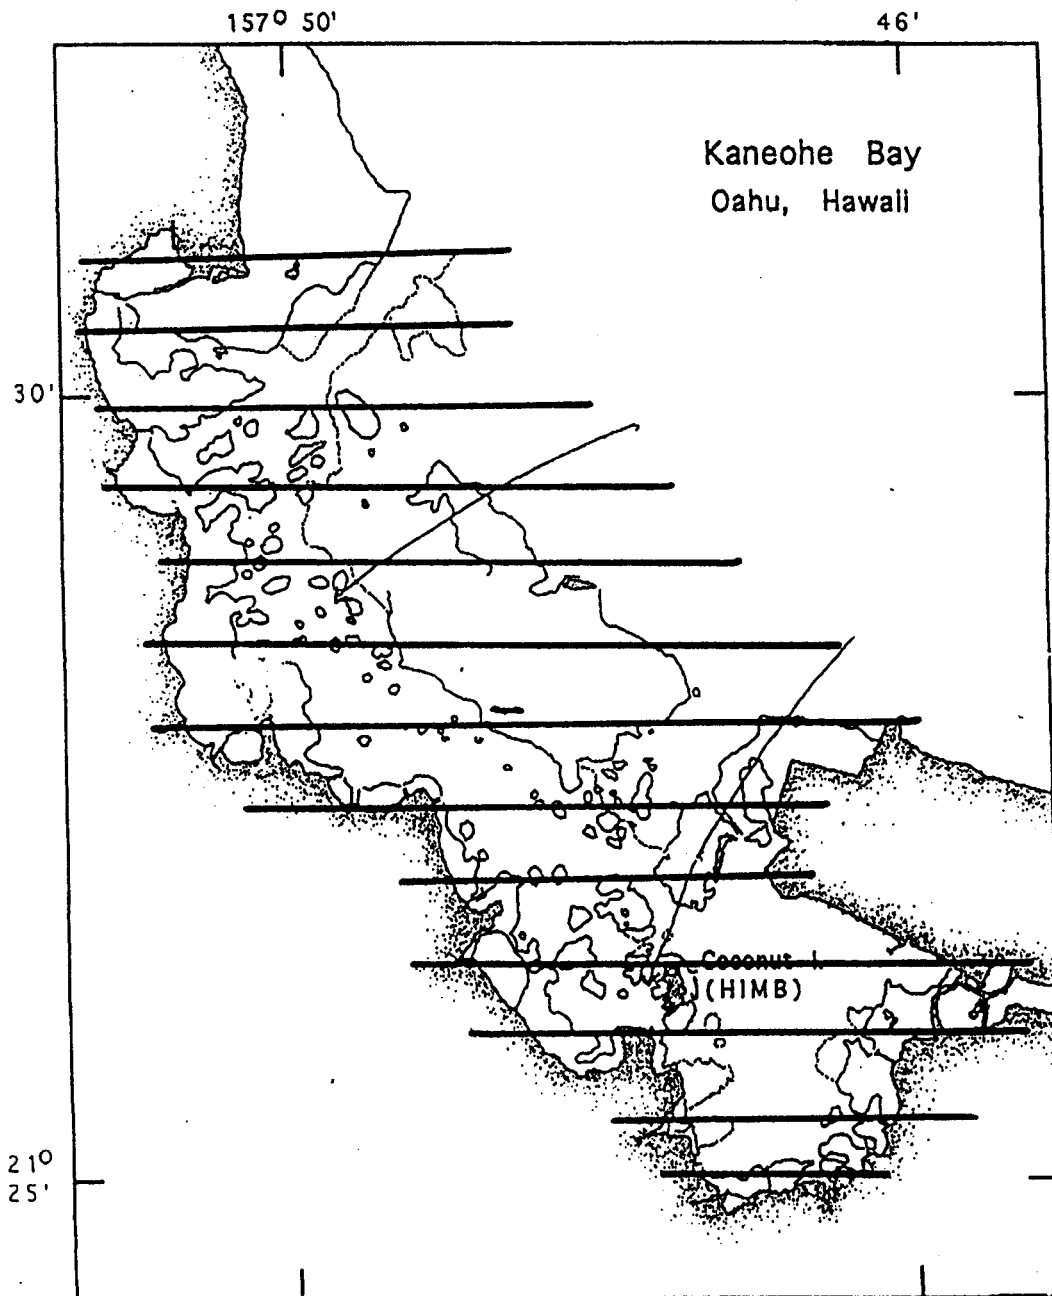 157° 50'
46'
Kaneohe Bay
Oahu, Hawaii
30'
Coconut I.
(HIMB)
21°
25'